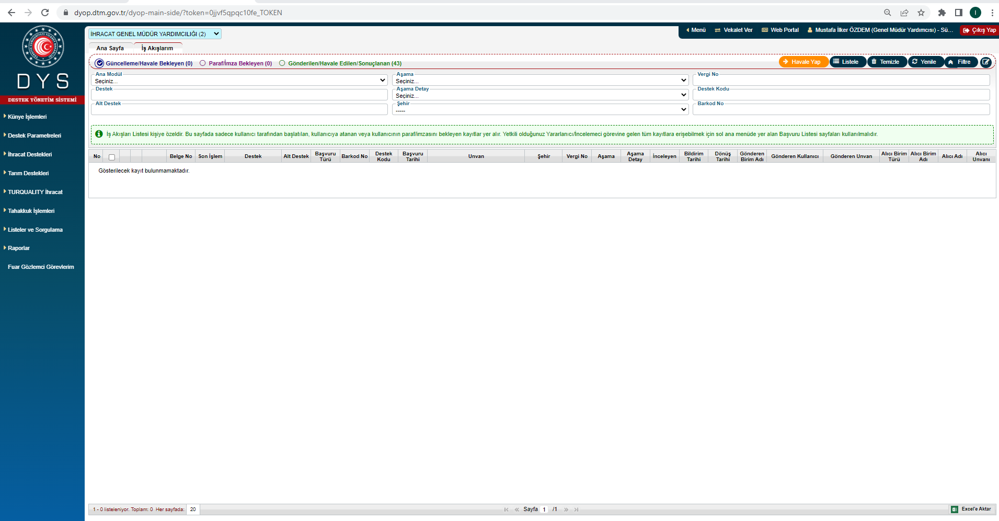 dyop.dtm.gov.tr/dyop-main-side/?token=0jjvf5qpqc10fe_TOKEN
I
DYS
DESTEK YÖNETİM SİSTEMİ
Künye İşlemleri
Destek Parametreleri
İhracat Destekleri
Tarım Destekleri
TURQUALITY İhracat
Tahakkuk İşlemleri
Listeler ve Sorgulama
Raporlar
Fuar Gözlemci Görevlerim
İHRACAT GENEL MÜDÜR YARDIMCILIĞI (2)
Menü Vekalet Ver Web Portal Mustafa İlker ÖZDEM (Genel Müdür Yardımcısı) - Sü... Çıkış Yap
Ana Sayfa İş Akışlarım
Güncelleme/Havale Bekleyen (0) Paraf/İmza Bekleyen (0) Gönderilen/Havale Edilen/Sonuçlanan (43) Havale Yap Listele Temizle Yenile Filtre
Ana Modül Aşama Vergi No
Seçiniz... Seçiniz...
Destek Aşama Detay Destek Kodu
Seçiniz...
Alt Destek Şehir Barkod No
-----
İş Akışları Listesi kişiye özeldir. Bu sayfada sadece kullanıcı tarafından başlatılan, kullanıcıya atanan veya kullanıcının paraf/imzasını bekleyen kayıtlar yer alır. Yetkili olduğunuz Yararlanıcı/İncelemeci görevine gelen tüm kayıtlara erişebilmek için sol ana menüde yer alan Başvuru Listesi sayfaları kullanılmalıdır.
No Belge No Son İşlem Destek Alt Destek Başvuru Türü Barkod No Destek Kodu Başvuru Tarihi Unvan Şehir Vergi No Aşama Aşama Detay İnceleyen Bildirim Tarihi Dönüş Tarihi Gönderen Birim Adı Gönderen Kullanıcı Gönderen Unvan Alıcı Birim Türü Alıcı Birim Adı Alıcı Adı Alıcı Unvanı
Gösterilecek kayıt bulunmamaktadır.
1 - 0 listeleniyor. Toplam: 0 Her sayfada: 20 Sayfa 1 /1 Excel'e Aktar